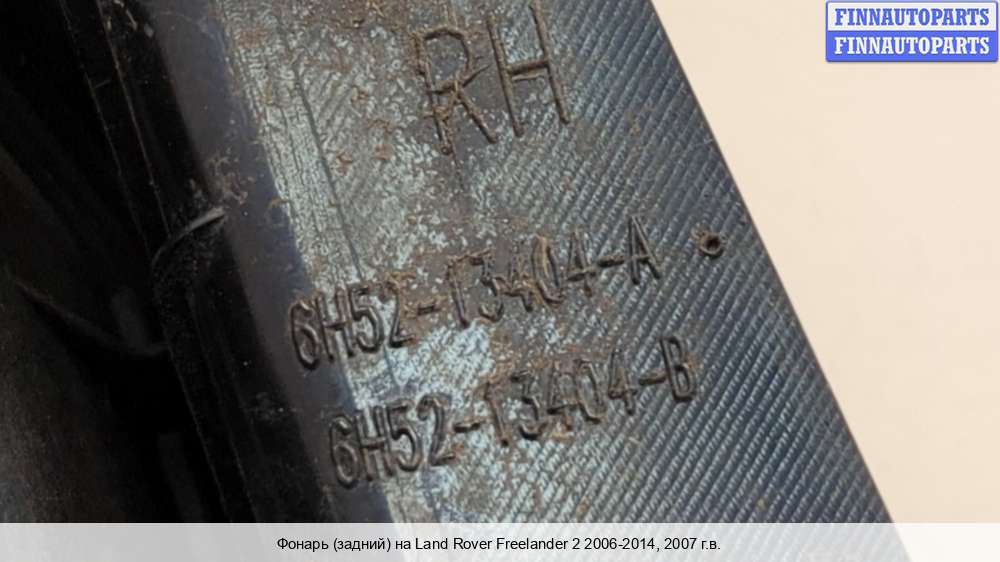 FINNAUTOPARTS
FINNAUTOPARTS
RH
6H52-13404-A
6H52-13404-B
Фонарь (задний) на Land Rover Freelander 2 2006-2014, 2007 г.в.